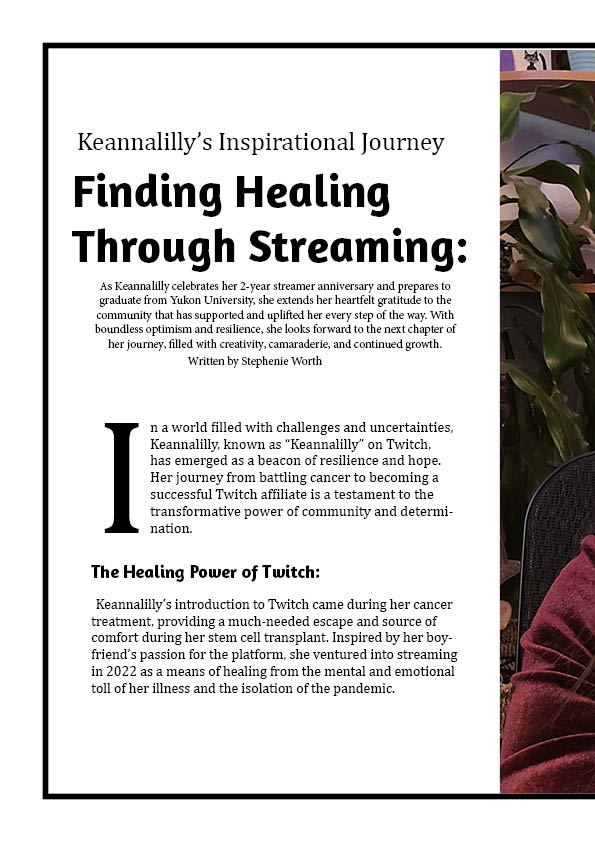 Keannalilly’s Inspirational Journey
Finding Healing
Through Streaming:
As Keannalilly celebrates her 2-year streamer anniversary and prepares to
graduate from Yukon University, she extends her heartfelt gratitude to the
community that has supported and uplifted her every step of the way. With
boundless optimism and resilience, she looks forward to the next chapter of
her journey, filled with creativity, camaraderie, and continued growth.
Written by Stephenie Worth
In a world filled with challenges and uncertainties,
Keannalilly, known as “Keannalilly” on Twitch,
has emerged as a beacon of resilience and hope.
Her journey from battling cancer to becoming a
successful Twitch affiliate is a testament to the
transformative power of community and determi-
nation.
The Healing Power of Twitch:
Keannalilly’s introduction to Twitch came during her cancer
treatment, providing a much-needed escape and source of
comfort during her stem cell transplant. Inspired by her boy-
friend’s passion for the platform, she ventured into streaming
in 2022 as a means of healing from the mental and emotional
toll of her illness and the isolation of the pandemic.